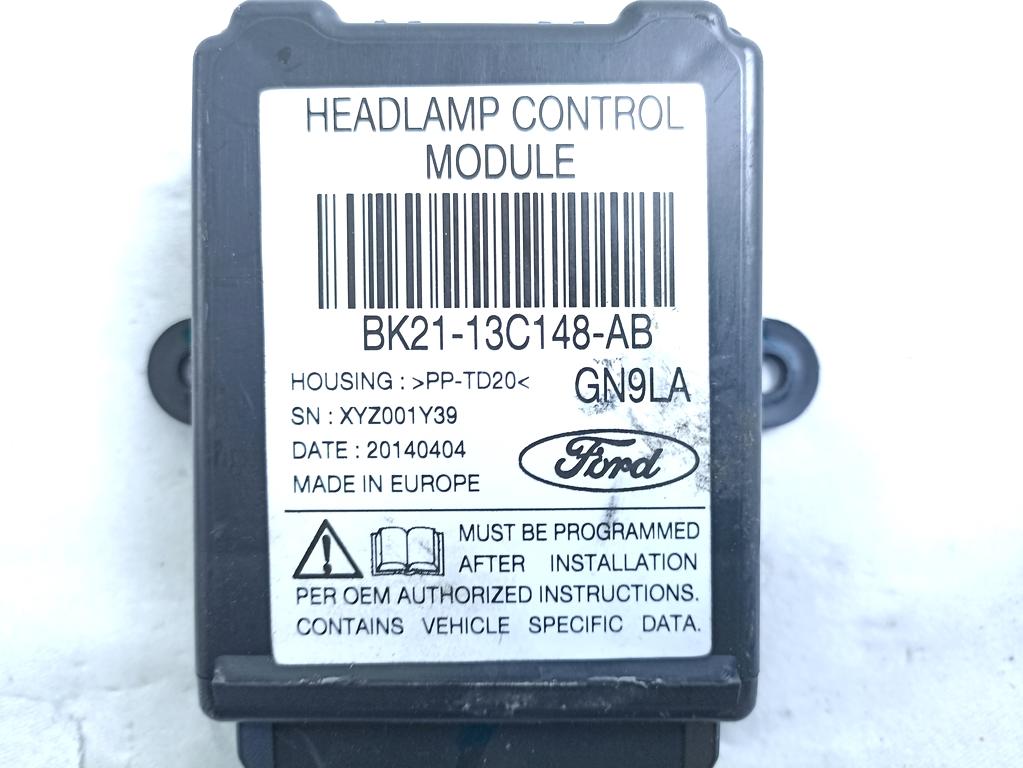 HEADLAMP CONTROL
MODULE
BK21-13C148-AB
HOUSING : >PP-TD20< GN9LA
SN : XYZ001Y39
DATE : 20140404
Ford
MADE IN EUROPE
MUST BE PROGRAMMED
AFTER INSTALLATION
PER OEM AUTHORIZED INSTRUCTIONS.
CONTAINS VEHICLE SPECIFIC DATA.